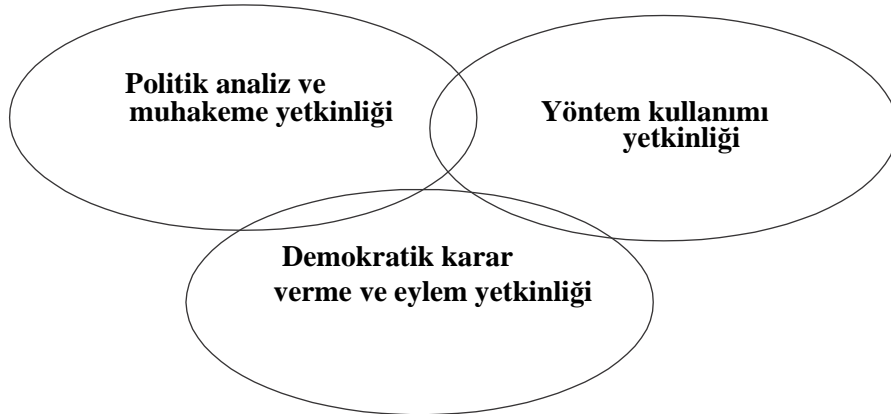 Politik analiz ve
muhakeme yetkinliği
Yöntem kullanımı
yetkinliği
Demokratik karar
verme ve eylem yetkinliği